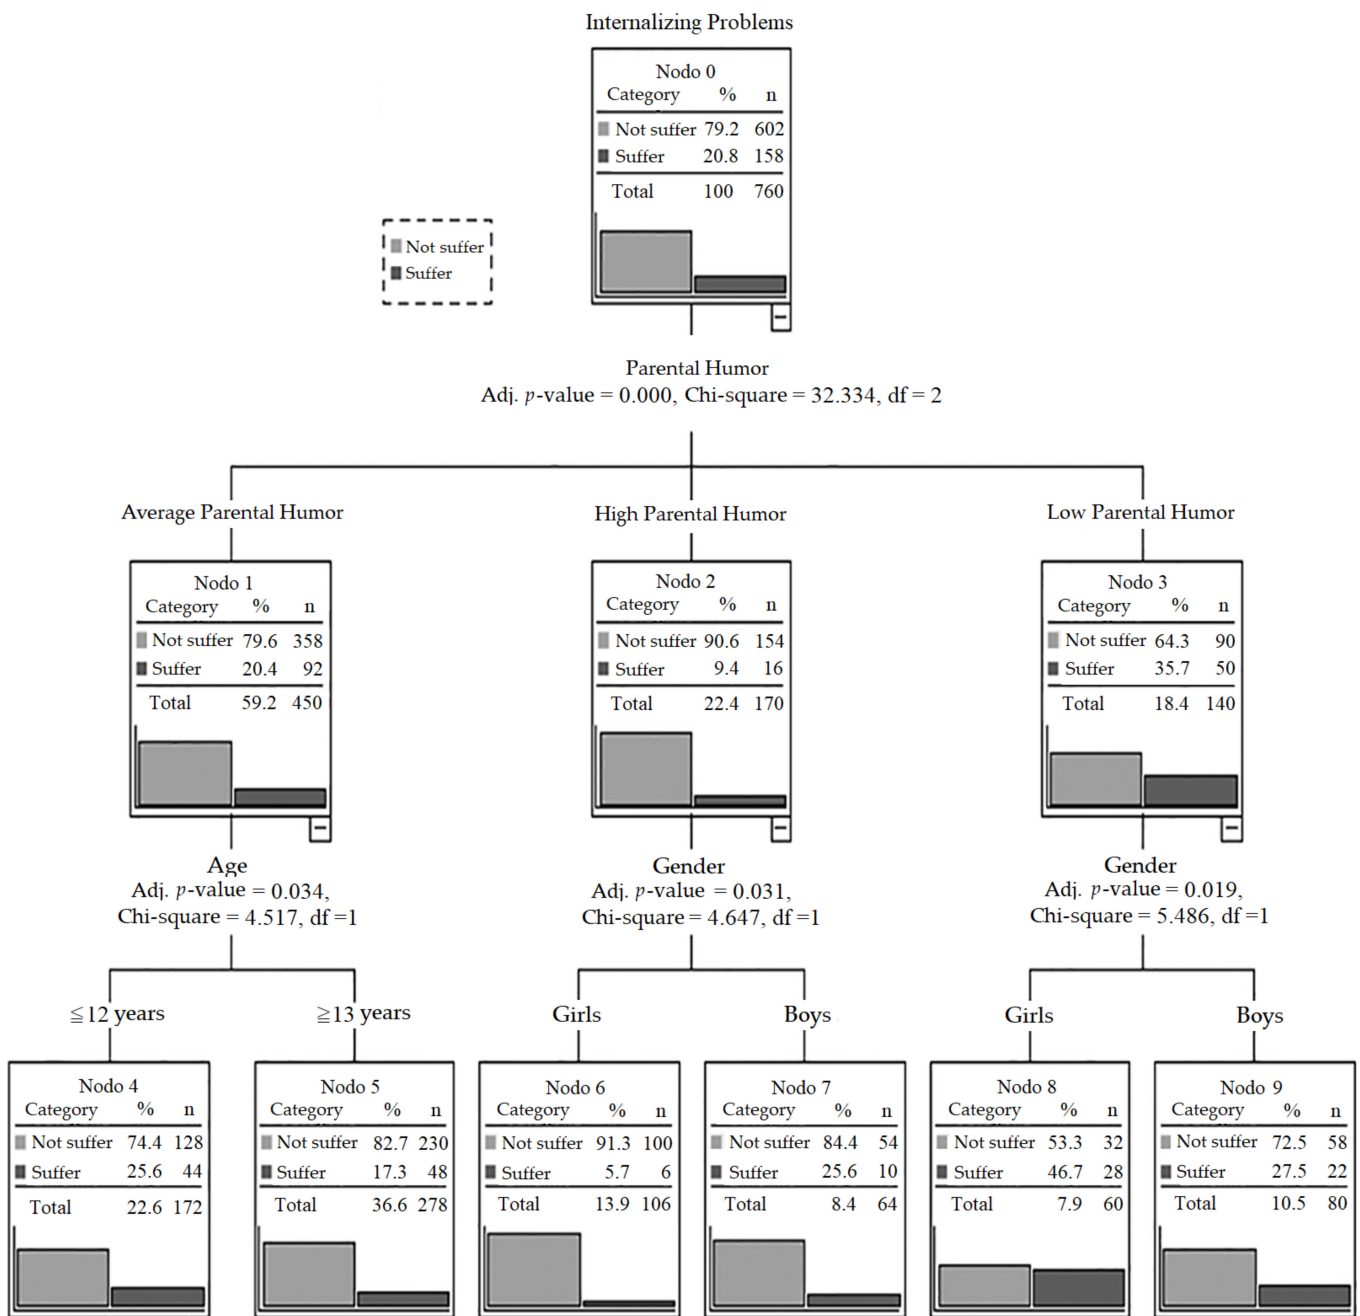 Internalizing Problems
Nodo 0
Category % n
Not suffer 79.2 602
Suffer 20.8 158
Total 100 760
Not suffer
Suffer
Parental Humor
Adj. p-value = 0.000, Chi-square = 32.334, df = 2
Average Parental Humor
High Parental Humor
Low Parental Humor
Nodo 1
Category % n
Not suffer 79.6 358
Suffer 20.4 92
Total 59.2 450
Nodo 2
Category % n
Not suffer 90.6 154
Suffer 9.4 16
Total 22.4 170
Nodo 3
Category % n
Not suffer 64.3 90
Suffer 35.7 50
Total 18.4 140
Age
Adj. p-value = 0.034,
Chi-square = 4.517, df =1
Gender
Adj. p-value = 0.031,
Chi-square = 4.647, df =1
Gender
Adj. p-value = 0.019,
Chi-square = 5.486, df =1
≦12 years
≧13 years
Girls
Boys
Girls
Boys
Nodo 4
Category % n
Not suffer 74.4 128
Suffer 25.6 44
Total 22.6 172
Nodo 5
Category % n
Not suffer 82.7 230
Suffer 17.3 48
Total 36.6 278
Nodo 6
Category % n
Not suffer 91.3 100
Suffer 5.7 6
Total 13.9 106
Nodo 7
Category % n
Not suffer 84.4 54
Suffer 25.6 10
Total 8.4 64
Nodo 8
Category % n
Not suffer 53.3 32
Suffer 46.7 28
Total 7.9 60
Nodo 9
Category % n
Not suffer 72.5 58
Suffer 27.5 22
Total 10.5 80